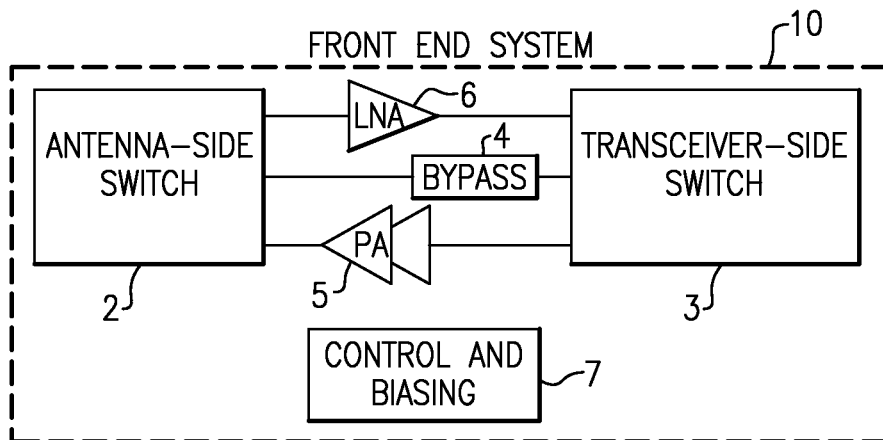 FRONT END SYSTEM
10
ANTENNA-SIDE
SWITCH
2
LNA
6
4
BYPASS
PA
5
TRANSCEIVER-SIDE
SWITCH
3
CONTROL AND
BIASING
7